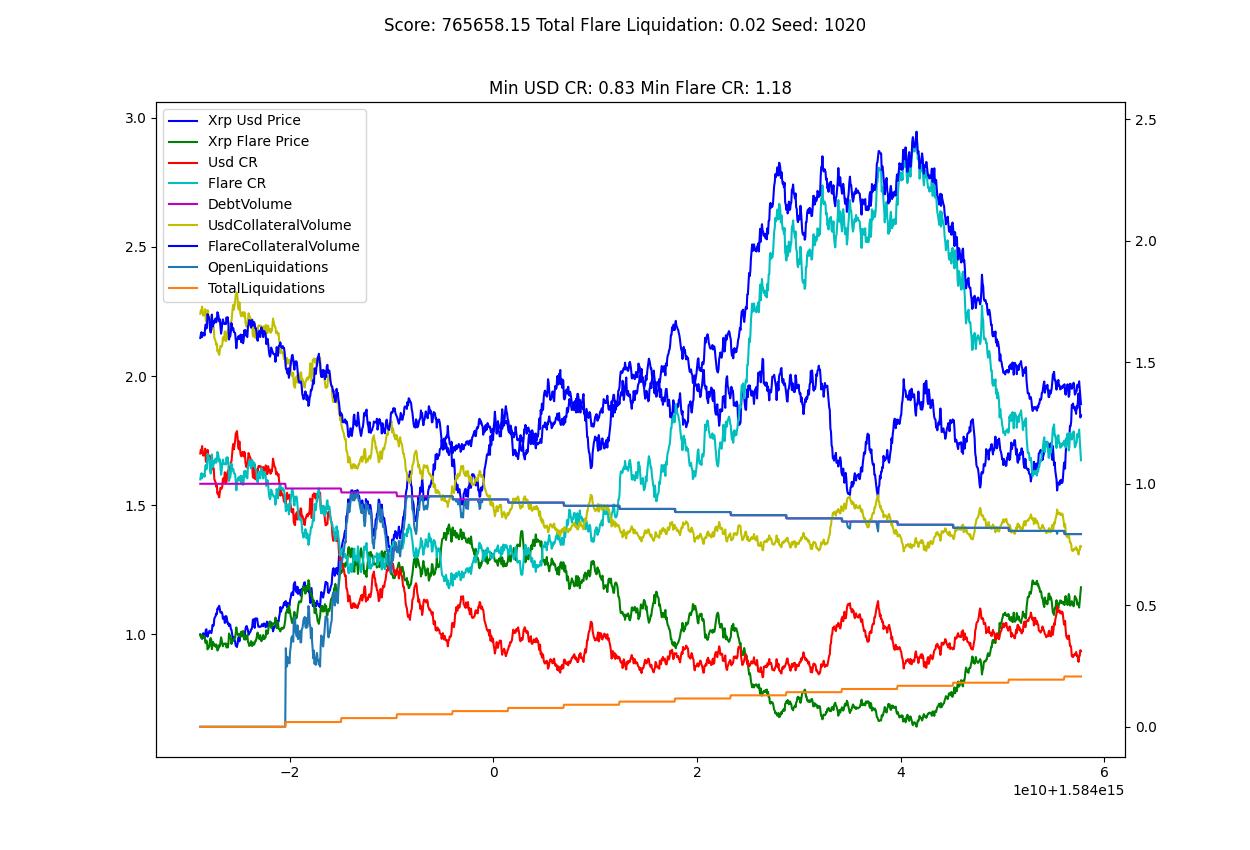 Score: 765658.15 Total Flare Liquidation: 0.02 Seed: 1020
Min USD CR: 0.83 Min Flare CR: 1.18
Xrp Usd Price
Xrp Flare Price
Usd CR
Flare CR
DebtVolume
UsdCollateralVolume
FlareCollateralVolume
OpenLiquidations
TotalLiquidations
3.0
2.5
2.0
1.5
1.0
2.5
2.0
1.5
1.0
0.5
0.0
−2
0
2
4
6
1e10+1.584e15